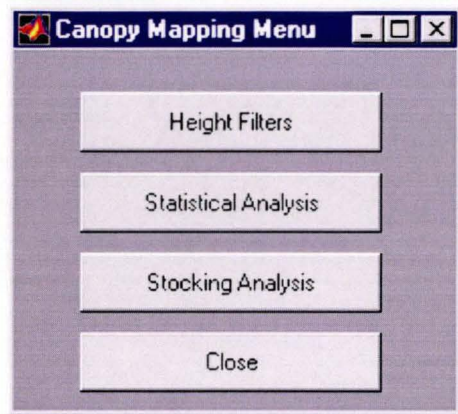 Canopy Mapping Menu
Height Filters
Statistical Analysis
Stocking Analysis
Close